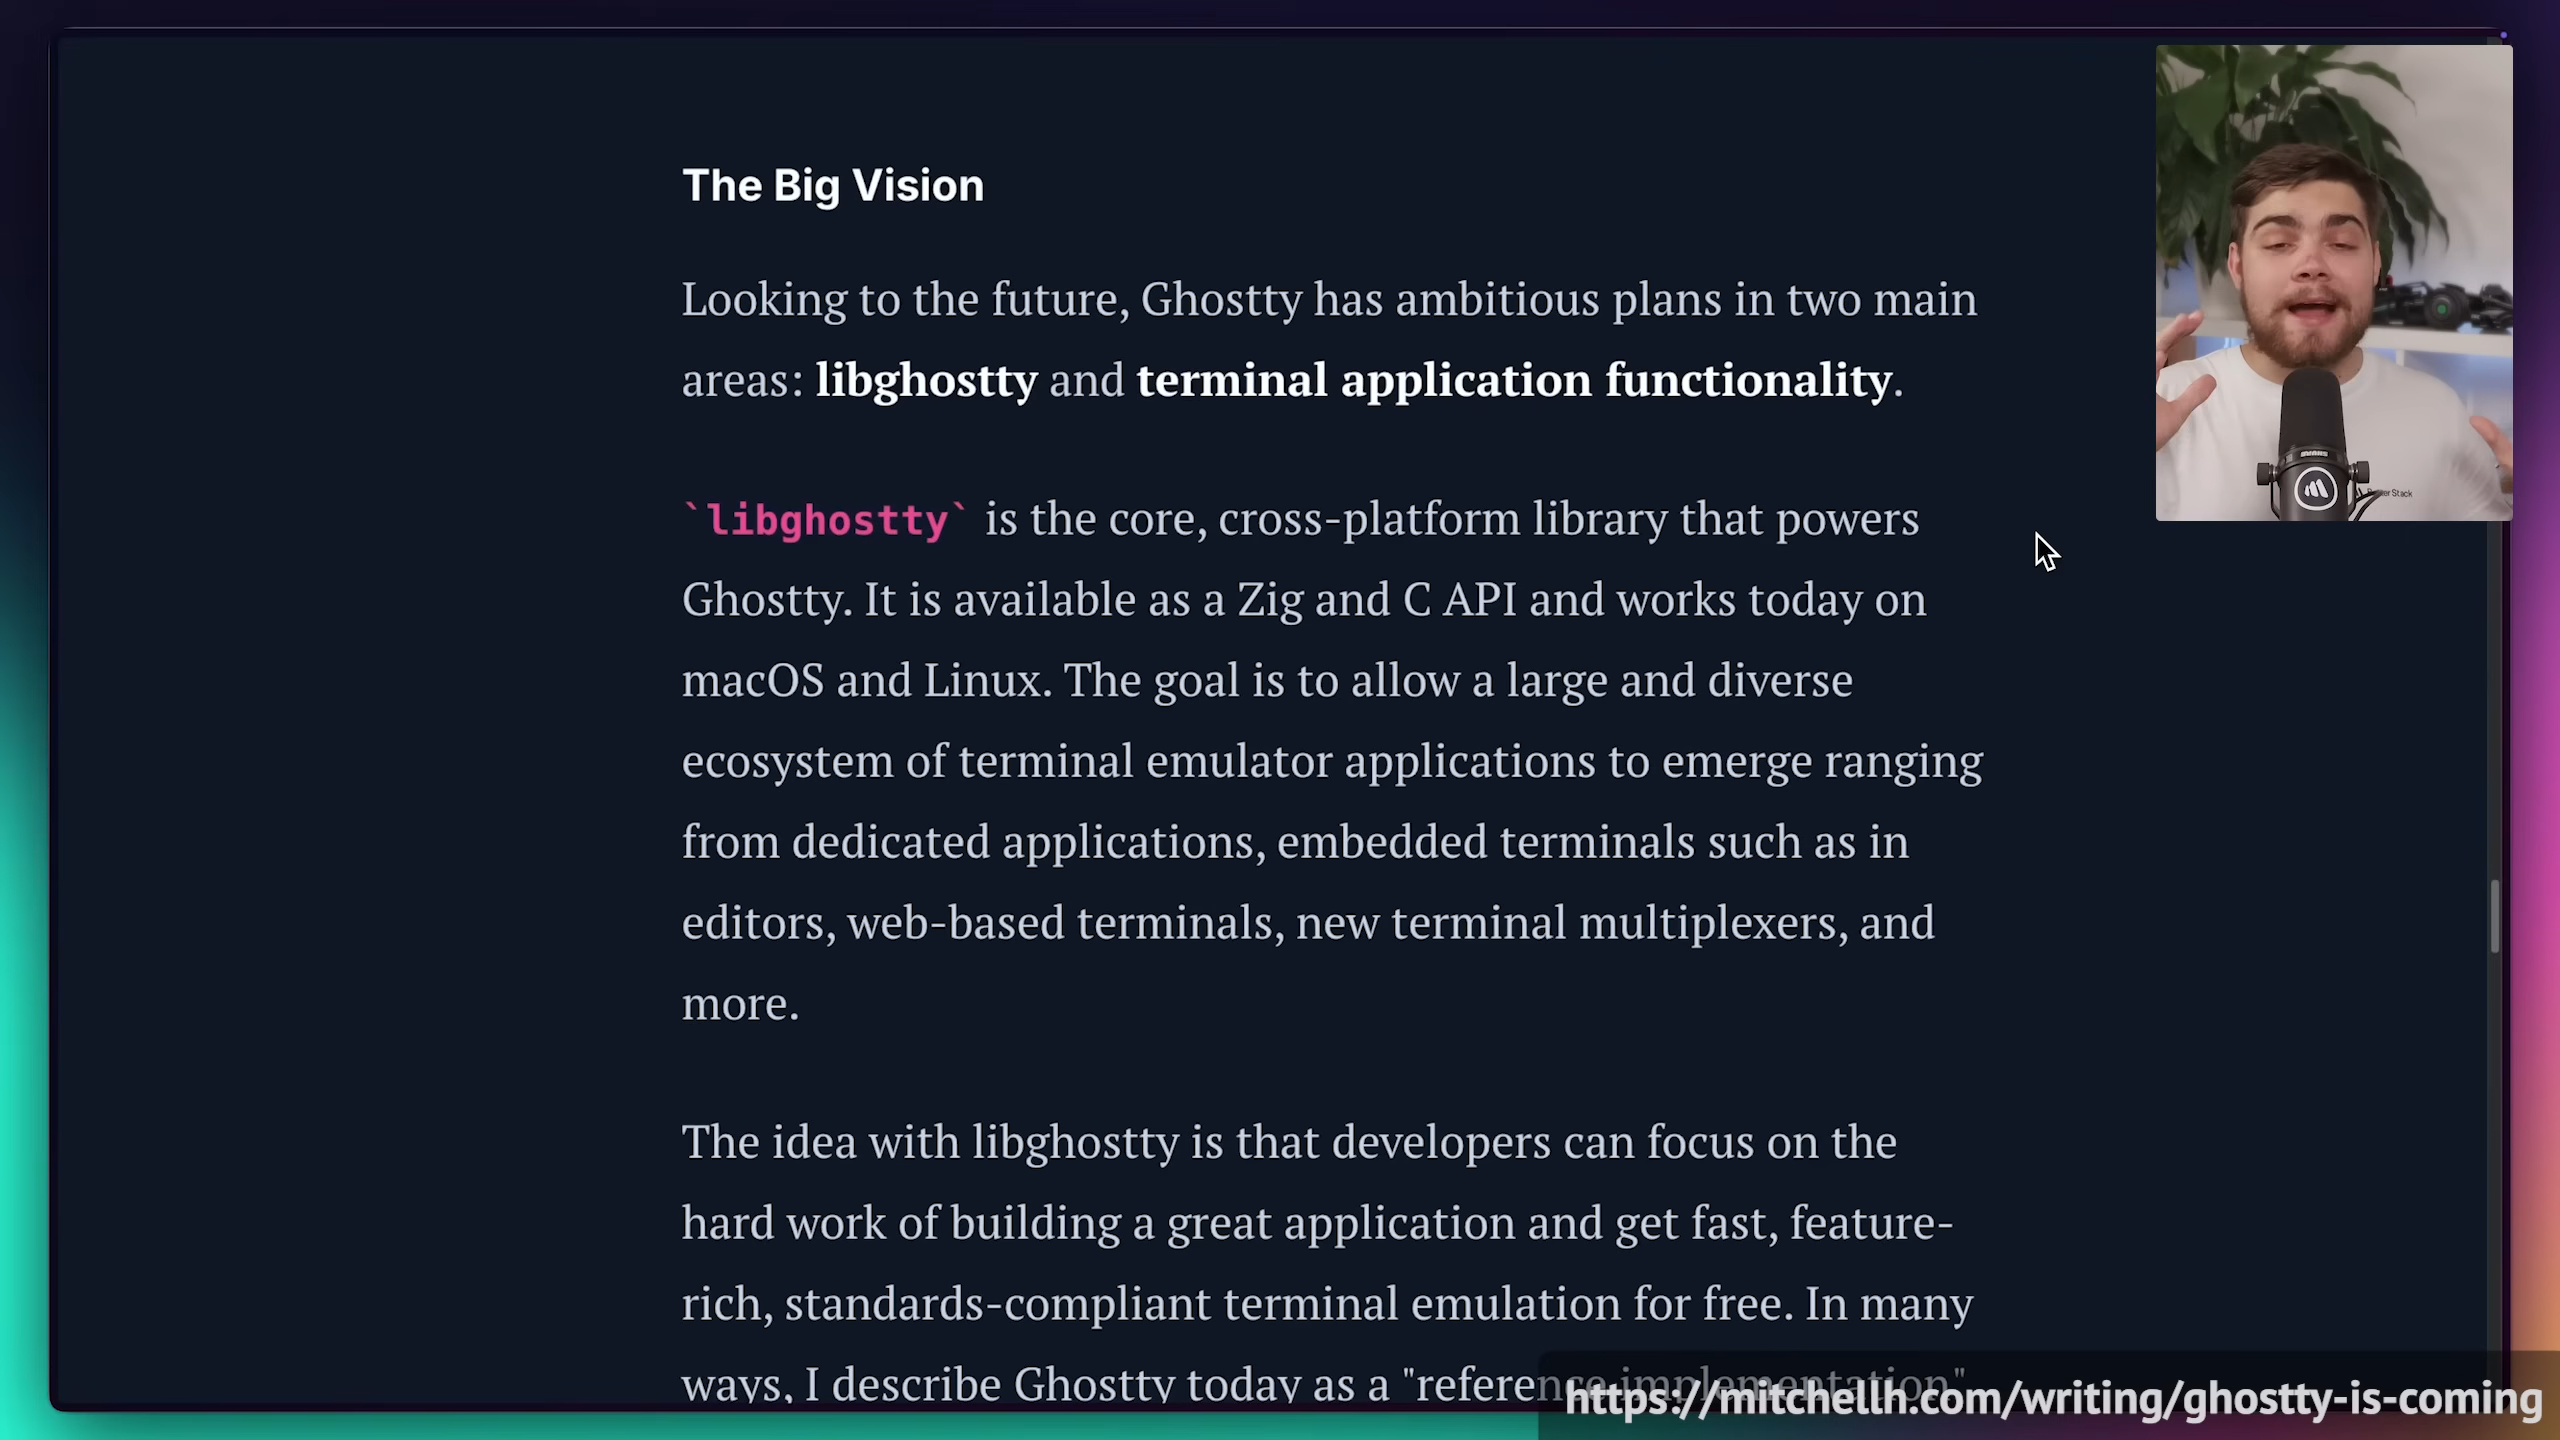 The Big Vision
Looking to the future, Ghostty has ambitious plans in two main
areas: libghostty and terminal application functionality.
`libghostty` is the core, cross-platform library that powers
Ghostty. It is available as a Zig and C API and works today on
macOS and Linux. The goal is to allow a large and diverse
ecosystem of terminal emulator applications to emerge ranging
from dedicated applications, embedded terminals such as in
editors, web-based terminals, new terminal multiplexers, and
more.
The idea with libghostty is that developers can focus on the
hard work of building a great application and get fast, feature-
rich, standards-compliant terminal emulation for free. In many
ways, I describe Ghostty today as a "reference implementation"
https://mitchellh.com/writing/ghostty-is-coming